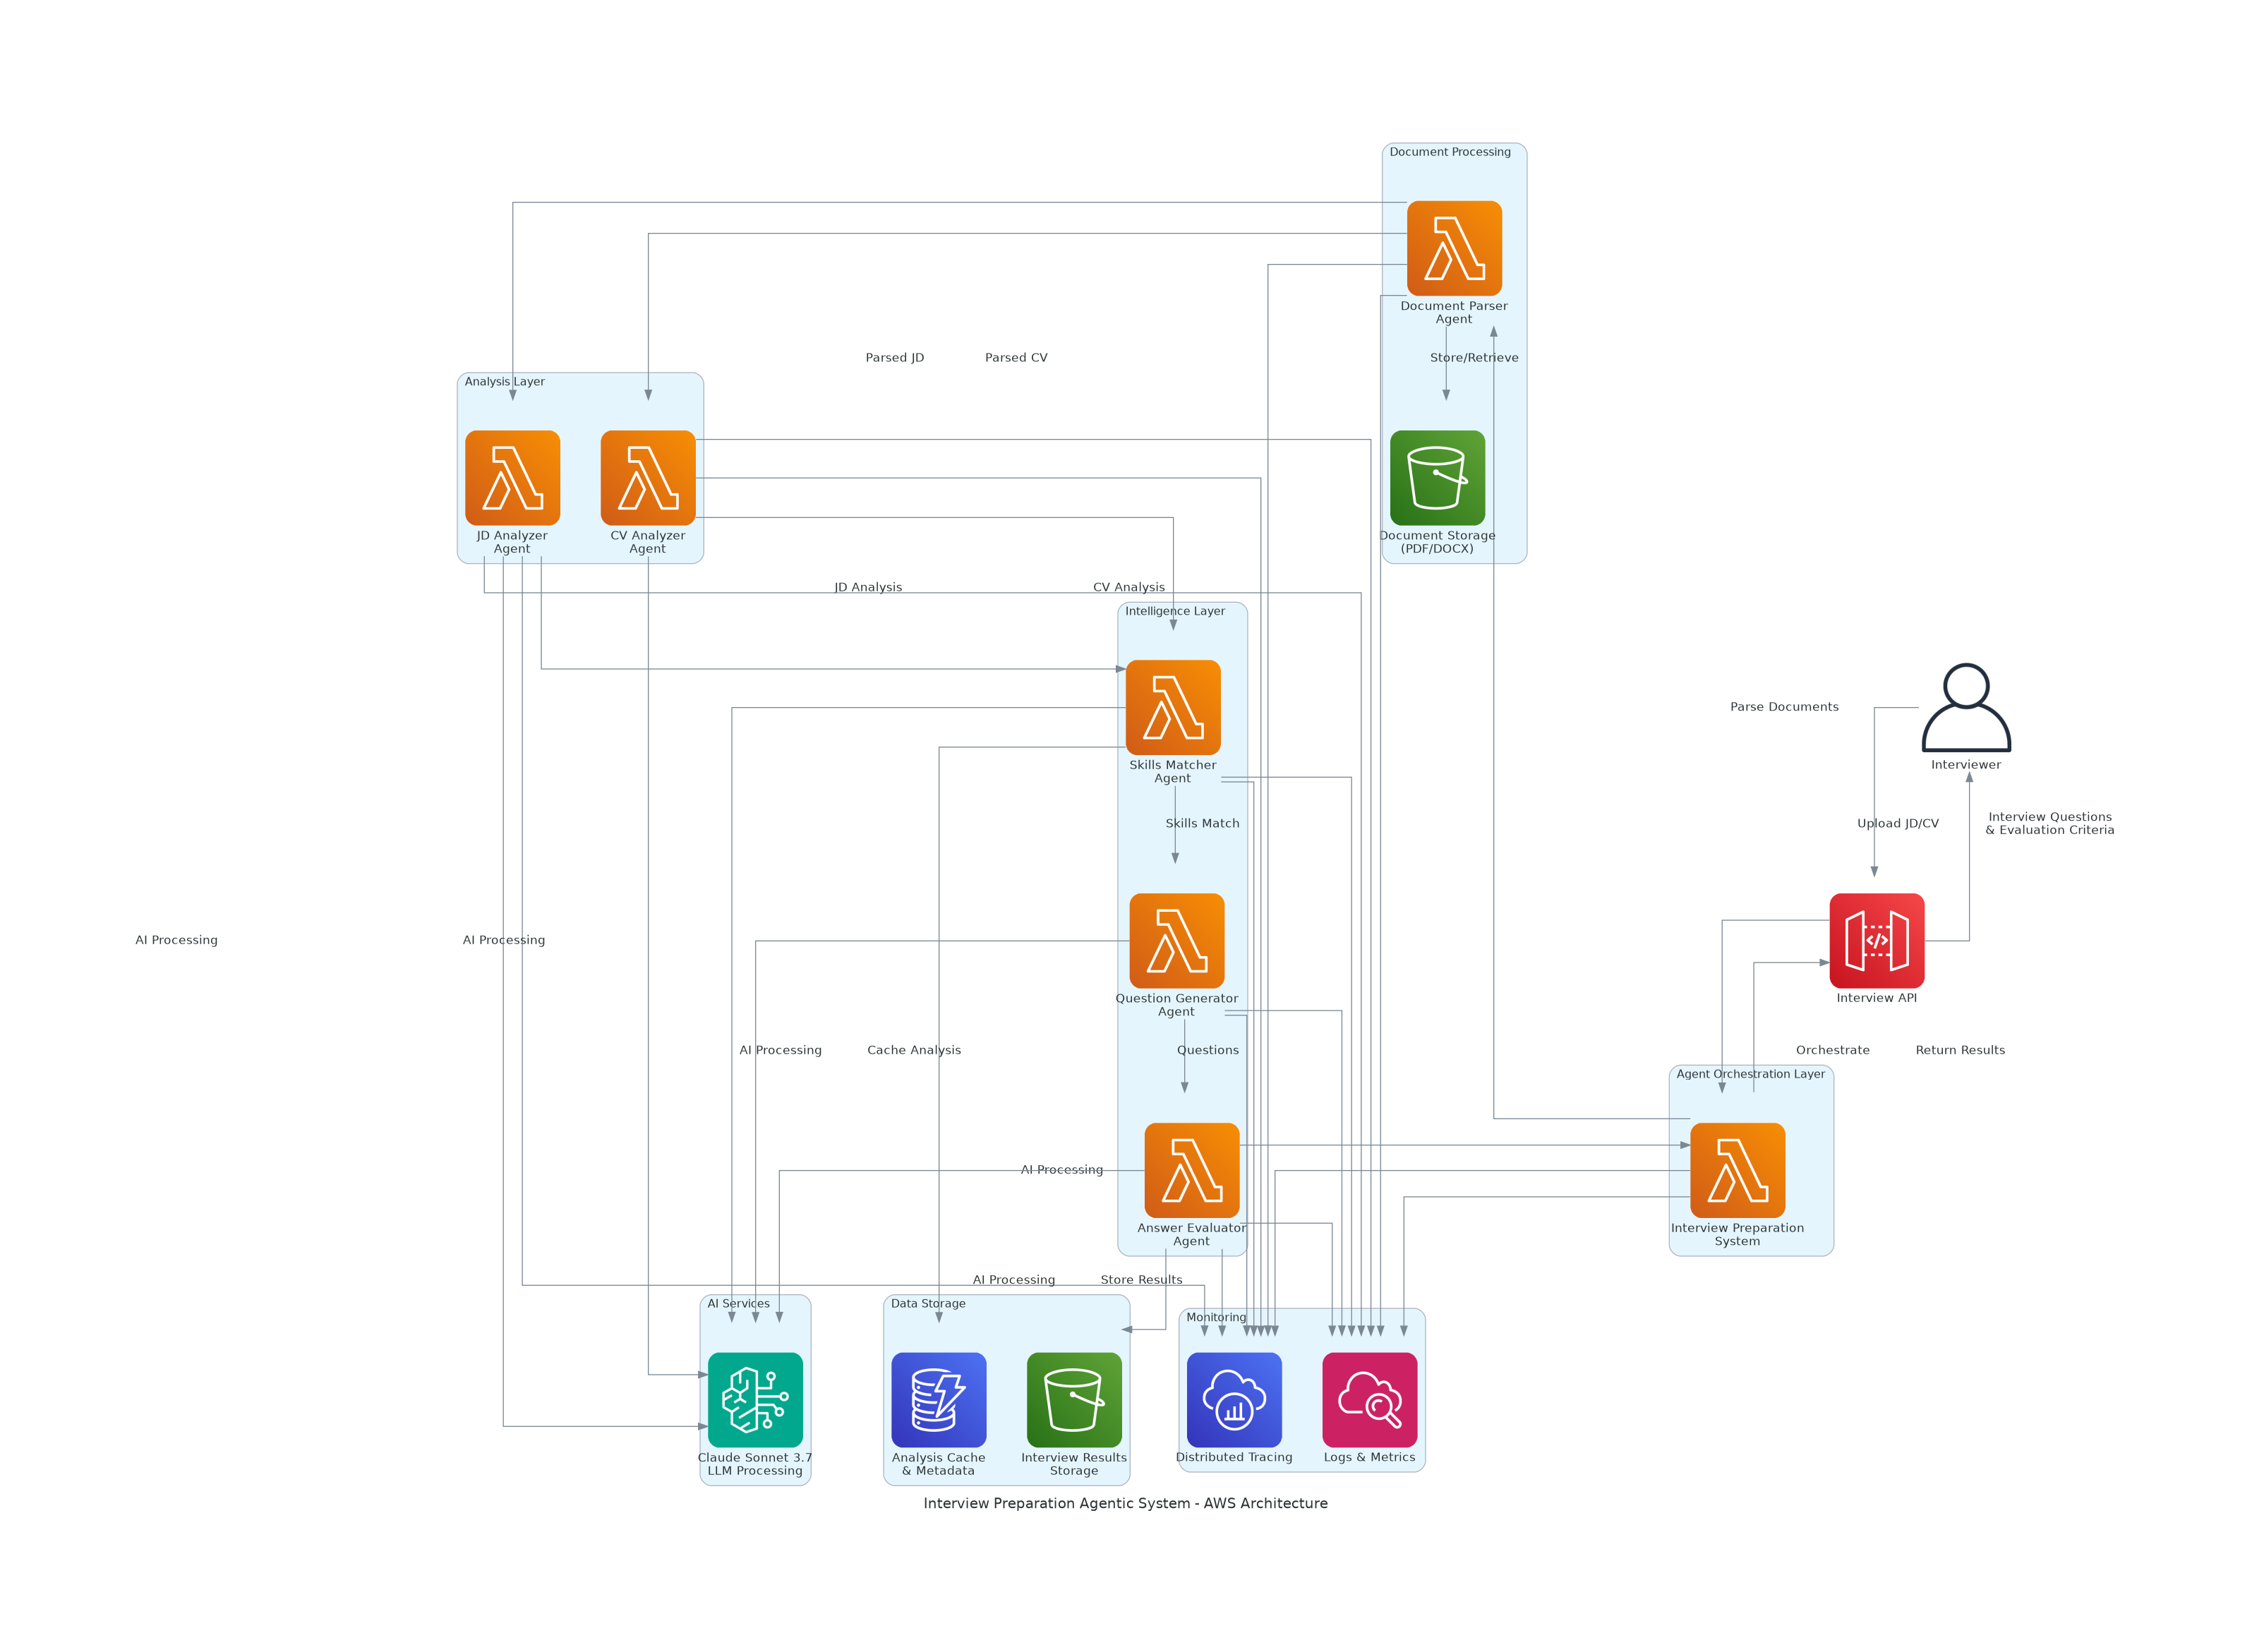 Document Processing
Document Parser
Agent
Parsed JD
Parsed CV
Store/Retrieve
Analysis Layer
JD Analyzer
Agent
CV Analyzer
Agent
Document Storage
(PDF/DOCX)
JD Analysis
CV Analysis
Intelligence Layer
Parse Documents
Skills Matcher
Agent
Interviewer
Skills Match
Upload JD/CV
Interview Questions
& Evaluation Criteria
AI Processing
AI Processing
Question Generator
Agent
Interview API
AI Processing
Cache Analysis
Questions
Orchestrate
Return Results
Agent Orchestration Layer
AI Processing
Answer Evaluator
Agent
Interview Preparation
System
AI Processing
Store Results
AI Services
Data Storage
Monitoring
Claude Sonnet 3.7
LLM Processing
Analysis Cache
& Metadata
Interview Results
Storage
Distributed Tracing
Logs & Metrics
Interview Preparation Agentic System - AWS Architecture